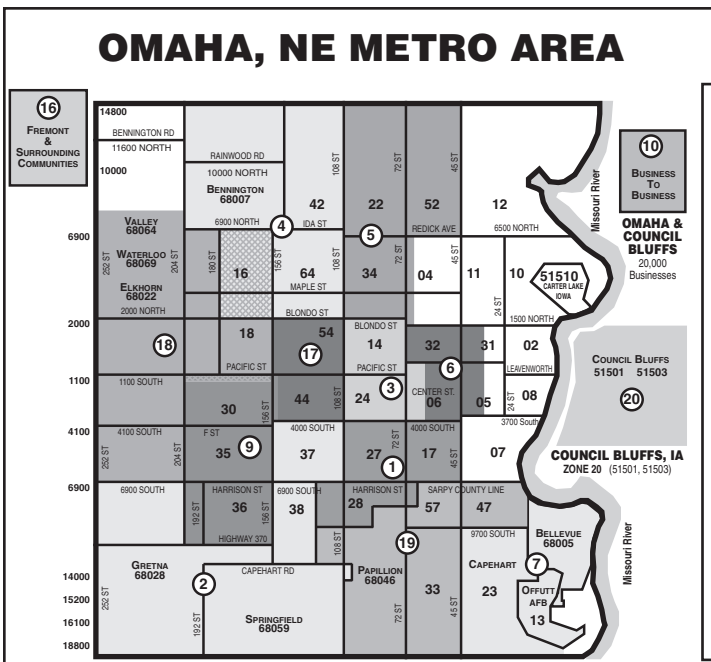 OMAHA, NE METRO AREA
16
FREMONT
&
SURROUNDING
COMMUNITIES
14800
BENNINGTON RD
11600 NORTH
10000
RAINWOOD RD
10000 NORTH
BENNINGTON
68007
6900 NORTH
4
42
IDA ST
108 ST
22
72 ST
52
45 ST
REDICK AVE
12
6500 NORTH
Missouri River
10
BUSINESS
TO
BUSINESS
OMAHA &
COUNCIL
BLUFFS
20,000
Businesses
VALLEY
68064
WATERLOO
68069
ELKHORN
68022
2000 NORTH
6900
252 ST
204 ST
180 ST
16
156 ST
64
MAPLE ST
108 ST
5
34
72 ST
04
45 ST
11
24 ST
10
51510
CARTER LAKE
IOWA
1500 NORTH
BLONDO ST
2000
18
18
PACIFIC ST
54
17
BLONDO ST
14
PACIFIC ST
32
6
31
02
LEAVENWORTH
COUNCIL BLUFFS
51501 51503
20
1100
1100 SOUTH
30
156 ST
44
108 ST
3
24
CENTER ST.
06
05
24 ST
08
3700 South
COUNCIL BLUFFS, IA
ZONE 20 (51501, 51503)
4100
4100 SOUTH
252 ST
204 ST
F ST
9
35
4000 SOUTH
37
27
72 ST
1
4000 SOUTH
17
45 ST
07
6900
6900 SOUTH
192 ST
HARRISON ST
36
156 ST
HIGHWAY 370
6900 SOUTH
38
HARRISON ST
28
SARPY COUNTY LINE
57
47
9700 SOUTH
108 ST
19
BELLEVUE
68005
Missouri River
GRETNA
68028
CAPEHART RD
PAPILLION
68046
CAPEHART
7
14000
15200
16100
18800
252 ST
2
192 ST
SPRINGFIELD
68059
72 ST
33
45 ST
23
OFFUTT
AFB
13